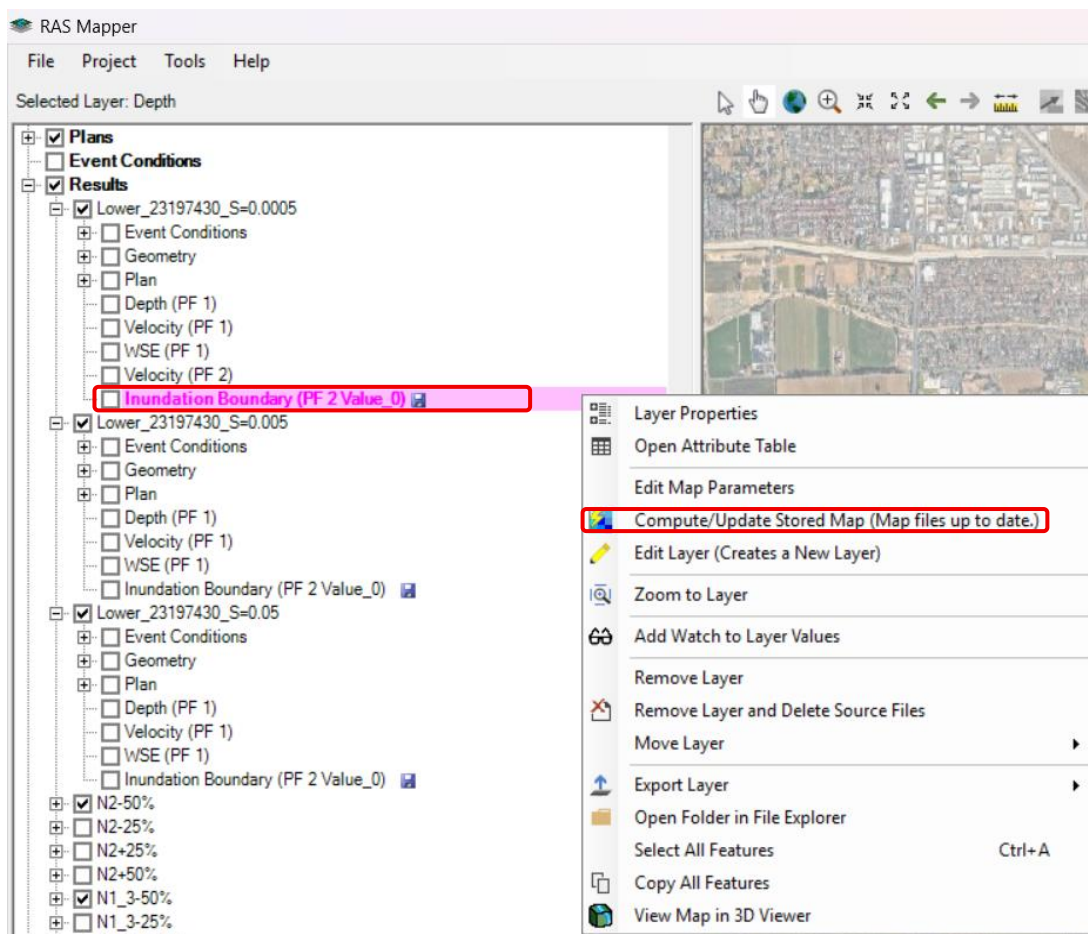 RAS Mapper
File Project Tools Help
Selected Layer: Depth
Plans
Event Conditions
Results
Lower_23197430_S=0.0005
Event Conditions
Geometry
Plan
Depth (PF 1)
Velocity (PF 1)
WSE (PF 1)
Velocity (PF 2)
Inundation Boundary (PF 2 Value_0)
Lower_23197430_S=0.005
Event Conditions
Geometry
Plan
Depth (PF 1)
Velocity (PF 1)
WSE (PF 1)
Inundation Boundary (PF 2 Value_0)
Lower_23197430_S=0.05
Event Conditions
Geometry
Plan
Depth (PF 1)
Velocity (PF 1)
WSE (PF 1)
Inundation Boundary (PF 2 Value_0)
N2-50%
N2-25%
N2+25%
N2+50%
N1_3-50%
N1_3-25%
Layer Properties
Open Attribute Table
Edit Map Parameters
Compute/Update Stored Map (Map files up to date.)
Edit Layer (Creates a New Layer)
Zoom to Layer
Add Watch to Layer Values
Remove Layer
Remove Layer and Delete Source Files
Move Layer
Export Layer
Open Folder in File Explorer
Select All Features Ctrl+A
Copy All Features
View Map in 3D Viewer